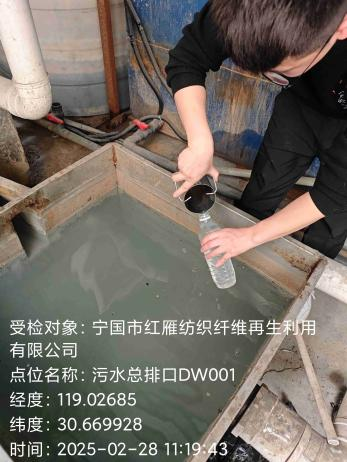 受检对象：宁国市红雁纺织纤维再生利用
有限公司
点位名称：污水总排口DW001
经度：119.02685
纬度：30.669928
时间：2025-02-28 11:19:43